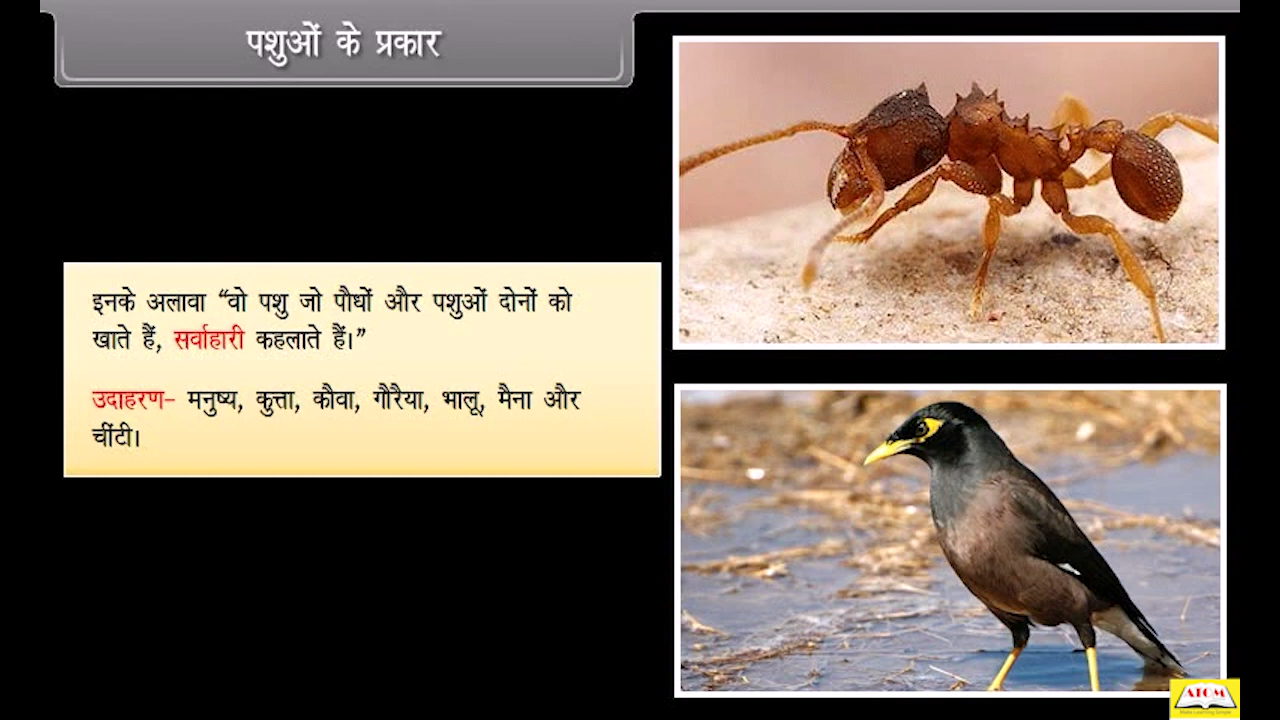 पशुओं के प्रकार
इनके अलावा “वो पशु जो पौधों और पशुओं दोनों को
खाते हैं, सर्वाहारी कहलाते हैं।”
उदाहरण- मनुष्य, कुत्ता, कौवा, गौरैया, भालू, मैना और
चींटी।
ATOM